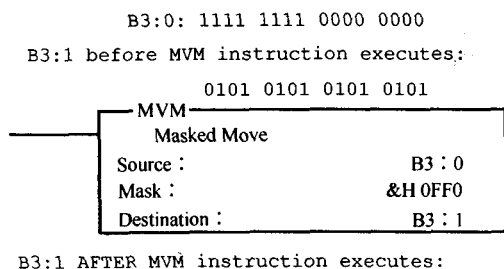 B3:0: 1111 1111 0000 0000
B3:1 before MVM instruction executes:
0101 0101 0101 0101
MVM
Masked Move
Source： B3：0
Mask： &H 0FF0
Destination： B3：1
B3:1 AFTER MVM instruction executes: